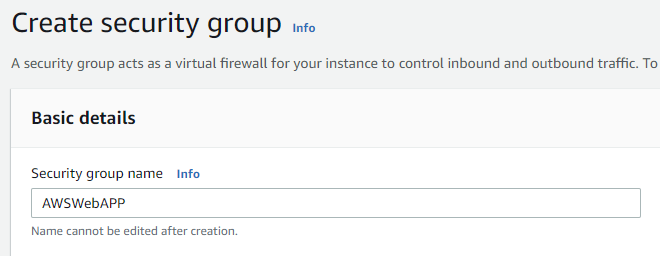 Create security group Info
A security group acts as a virtual firewall for your instance to control inbound and outbound traffic. To
Basic details
Security group name Info
AWSWebAPP
Name cannot be edited after creation.